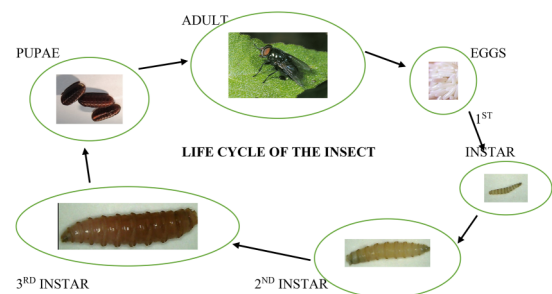 ADULT
PUPAE
EGGS
1ST
INSTAR
LIFE CYCLE OF THE INSECT
3RD INSTAR
2ND INSTAR